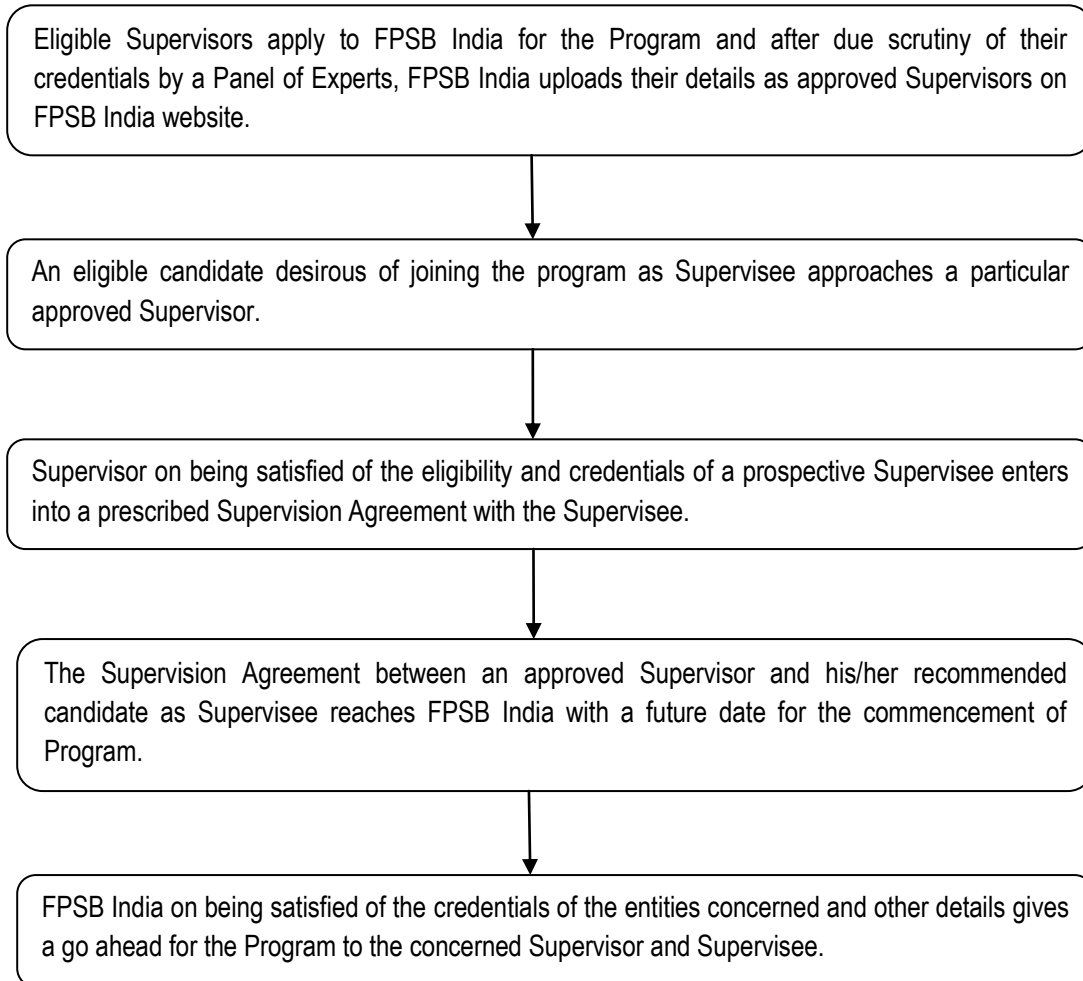 Eligible Supervisors apply to FPSB India for the Program and after due scrutiny of their
credentials by a Panel of Experts, FPSB India uploads their details as approved Supervisors on
FPSB India website.
An eligible candidate desirous of joining the program as Supervisee approaches a particular
approved Supervisor.
Supervisor on being satisfied of the eligibility and credentials of a prospective Supervisee enters
into a prescribed Supervision Agreement with the Supervisee.
The Supervision Agreement between an approved Supervisor and his/her recommended
candidate as Supervisee reaches FPSB India with a future date for the commencement of
Program.
FPSB India on being satisfied of the credentials of the entities concerned and other details gives
a go ahead for the Program to the concerned Supervisor and Supervisee.